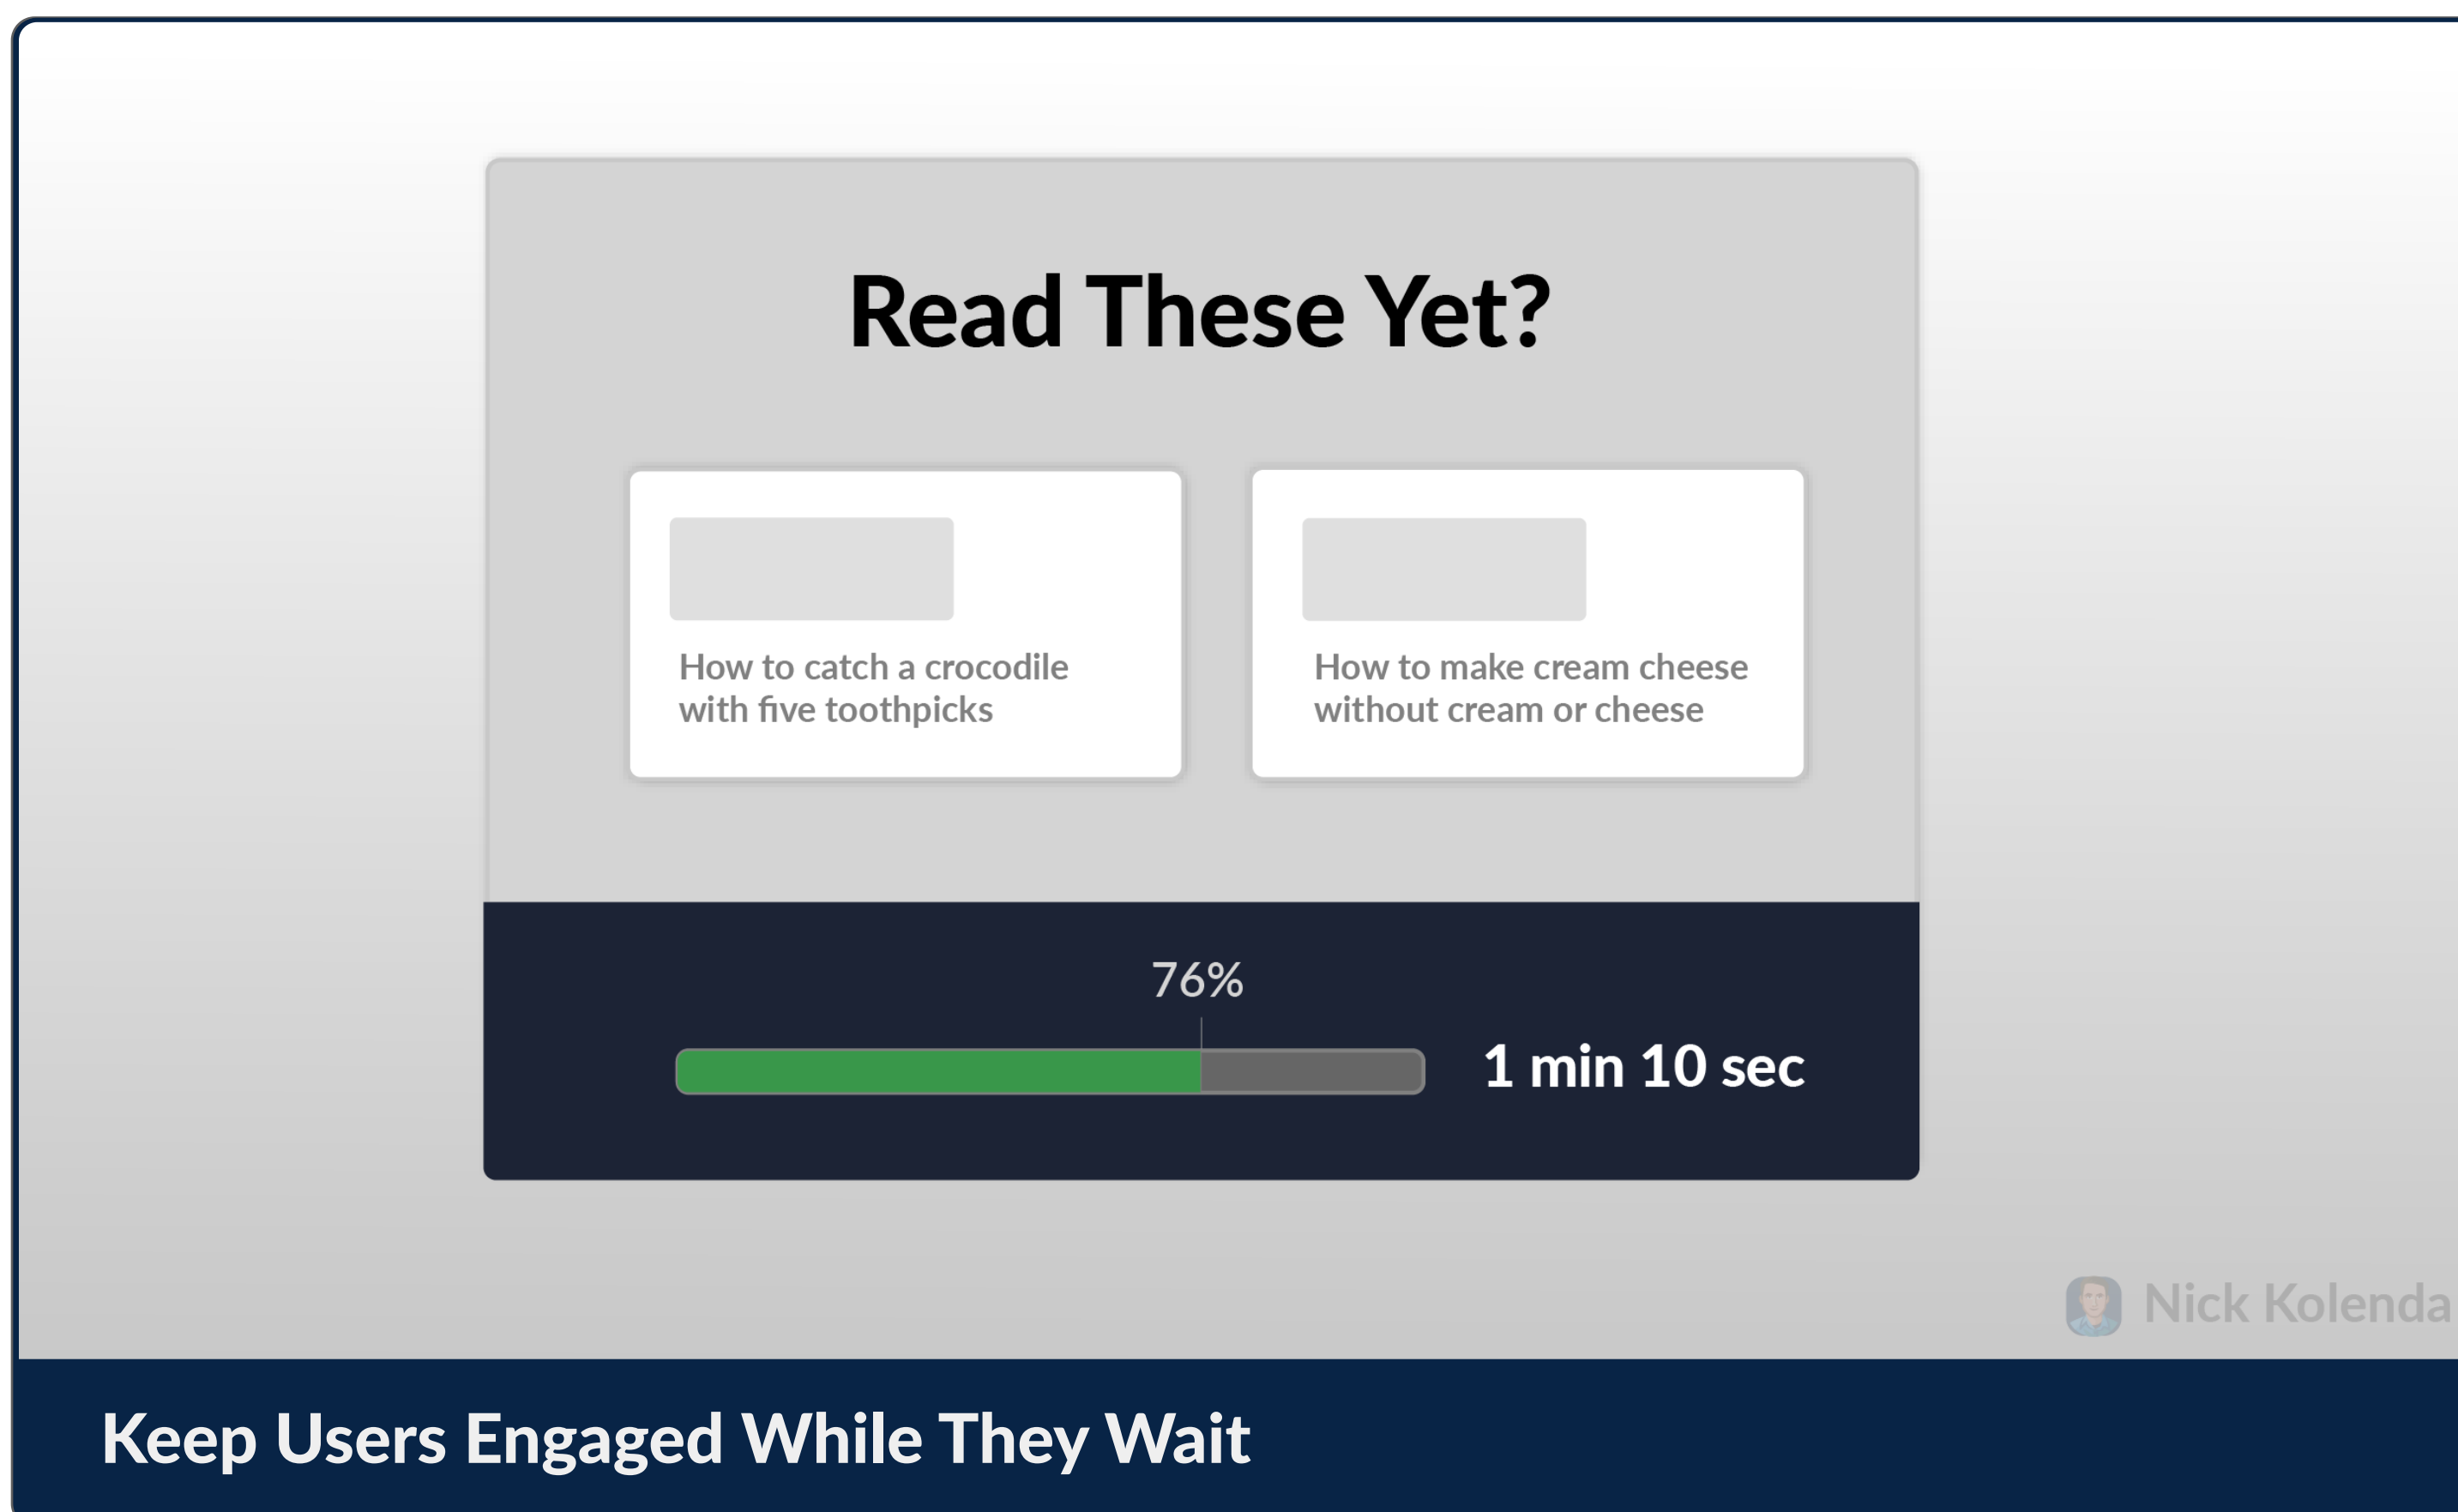 Read These Yet?
How to catch a crocodile
with five toothpicks
How to make cream cheese
without cream or cheese
76%
1 min 10 sec
Nick Kolenda
Keep Users Engaged While They Wait